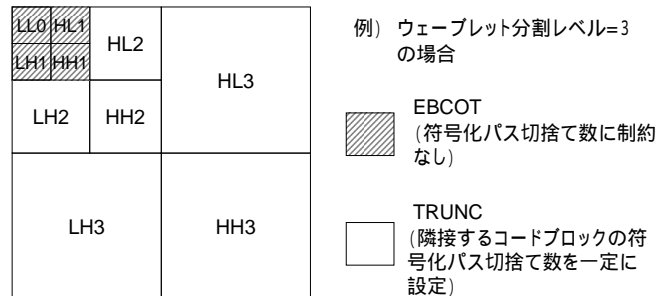 LL0 HL1
LH1 HH1
HL2
HL3
LH2
HH2
LH3
HH3
例) ウェーブレット分割レベル=3
の場合
EBCOT
(符号化パス切捨て数に制約
なし)
TRUNC
(隣接するコードブロックの符
号化パス切捨て数を一定に
設定)